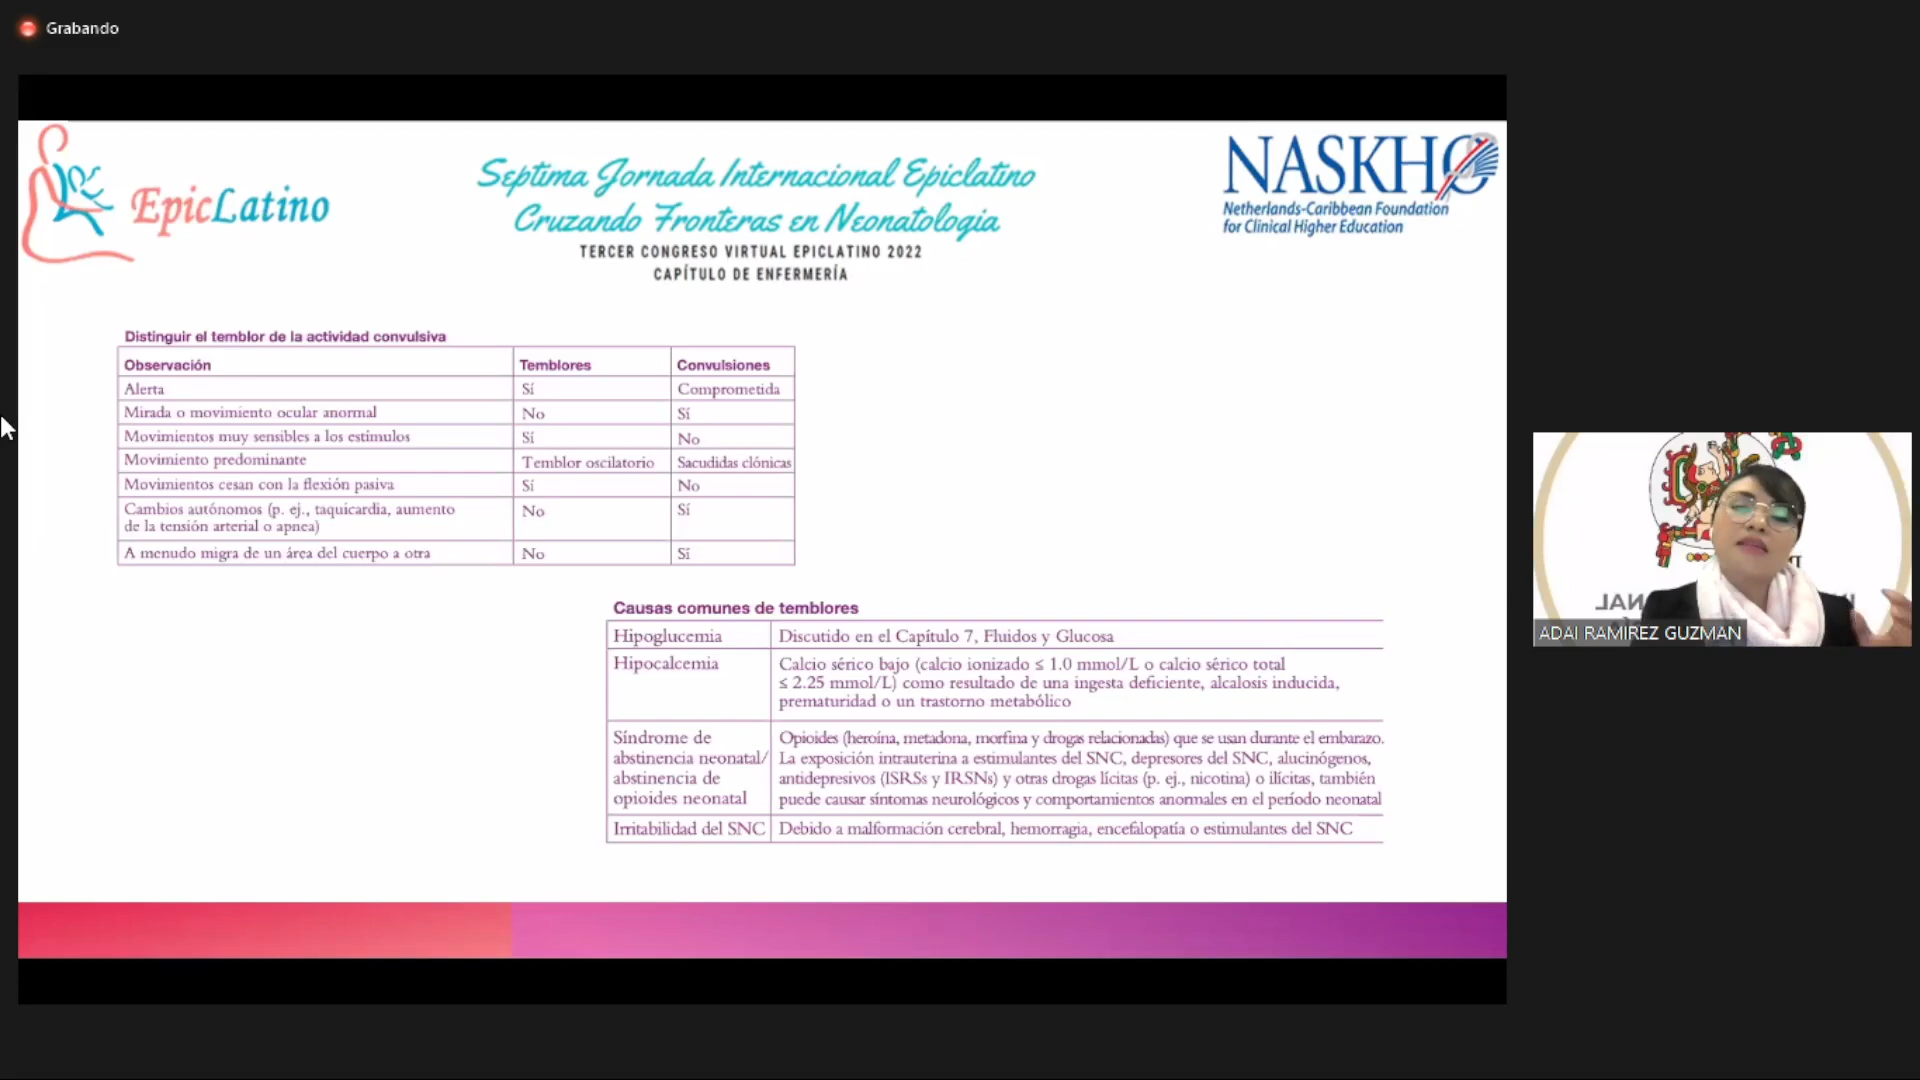 Grabando
EpicLatino
Septima Jornada Internacional Epiclatino
Cruzando Fronteras en Neonatologia
TERCER CONGRESO VIRTUAL EPICLATINO 2022
CAPÍTULO DE ENFERMERÍA
NASKHO
Netherlands-Caribbean Foundation
for Clinical Higher Education
Distinguir el temblor de la actividad convulsiva
Observación Temblores Convulsiones
Alerta Sí Comprometida
Mirada o movimiento ocular anormal No Sí
Movimientos muy sensibles a los estímulos Sí No
Movimiento predominante Temblor oscilatorio Sacudidas clónicas
Movimientos cesan con la flexión pasiva Sí No
Cambios autónomos (p. ej., taquicardia, aumento No Sí
de la tensión arterial o apnea)
A menudo migra de un área del cuerpo a otra No Sí
Causas comunes de temblores
Hipoglucemia Discutido en el Capítulo 7, Fluidos y Glucosa
Hipocalcemia Calcio sérico bajo (calcio ionizado ≤ 1.0 mmol/L o calcio sérico total
≤ 2.25 mmol/L) como resultado de una ingesta deficiente, alcalosis inducida,
prematuridad o un trastorno metabólico
Síndrome de Opioides (heroína, metadona, morfina y drogas relacionadas) que se usan durante el embarazo.
abstinencia neonatal/ La exposición intrauterina a estimulantes del SNC, depresores del SNC, alucinógenos,
abstinencia de antidepresivos (ISRSs y IRSNs) y otras drogas lícitas (p. ej., nicotina) o ilícitas, también
opioides neonatal puede causar síntomas neurológicos y comportamientos anormales en el período neonatal
Irritabilidad del SNC Debido a malformación cerebral, hemorragia, encefalopatía o estimulantes del SNC
ADAI RAMIREZ GUZMAN